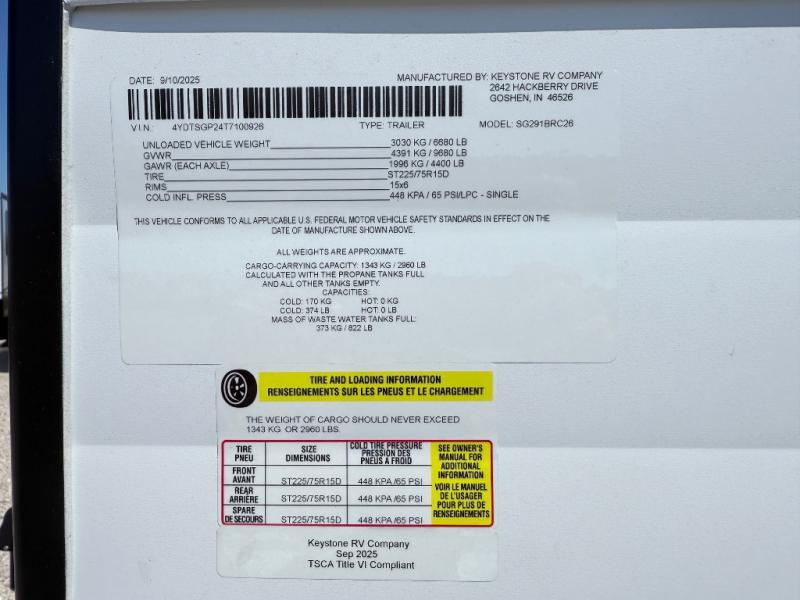 DATE: 9/10/2025
MANUFACTURED BY: KEYSTONE RV COMPANY
2642 HACKBERRY DRIVE
GOSHEN, IN 46526
V.I.N.: 4YDTSGP24T7100926 TYPE: TRAILER MODEL: SG291BRC26
UNLOADED VEHICLE WEIGHT 3030 KG / 6680 LB
GVWR 4391 KG / 9680 LB
GAWR (EACH AXLE) 1996 KG / 4400 LB
TIRE ST225/75R15D
RIMS 15x6
COLD INFL. PRESS 448 KPA / 65 PSI/LPC - SINGLE
THIS VEHICLE CONFORMS TO ALL APPLICABLE U.S. FEDERAL MOTOR VEHICLE SAFETY STANDARDS IN EFFECT ON THE
DATE OF MANUFACTURE SHOWN ABOVE.
ALL WEIGHTS ARE APPROXIMATE.
CARGO-CARRYING CAPACITY: 1343 KG / 2960 LB
CALCULATED WITH THE PROPANE TANKS FULL
AND ALL OTHER TANKS EMPTY.
CAPACITIES:
COLD: 170 KG HOT: 0 KG
COLD: 374 LB HOT: 0 LB
MASS OF WASTE WATER TANKS FULL:
373 KG / 822 LB
TIRE AND LOADING INFORMATION
RENSEIGNEMENTS SUR LES PNEUS ET LE CHARGEMENT
THE WEIGHT OF CARGO SHOULD NEVER EXCEED
1343 KG OR 2960 LBS.
TIRE
PNEU
SIZE
DIMENSIONS
COLD TIRE PRESSURE
PRESSION DES
PNEUS A FROID
SEE OWNER'S
MANUAL FOR
ADDITIONAL
INFORMATION
VOIR LE MANUEL
DE L'USAGER
POUR PLUS DE
RENSEIGNEMENTS
FRONT
AVANT
ST225/75R15D 448 KPA /65 PSI
REAR
ARRIÈRE
ST225/75R15D 448 KPA /65 PSI
SPARE
DE SECOURS
ST225/75R15D 448 KPA /65 PSI
Keystone RV Company
Sep 2025
TSCA Title VI Compliant